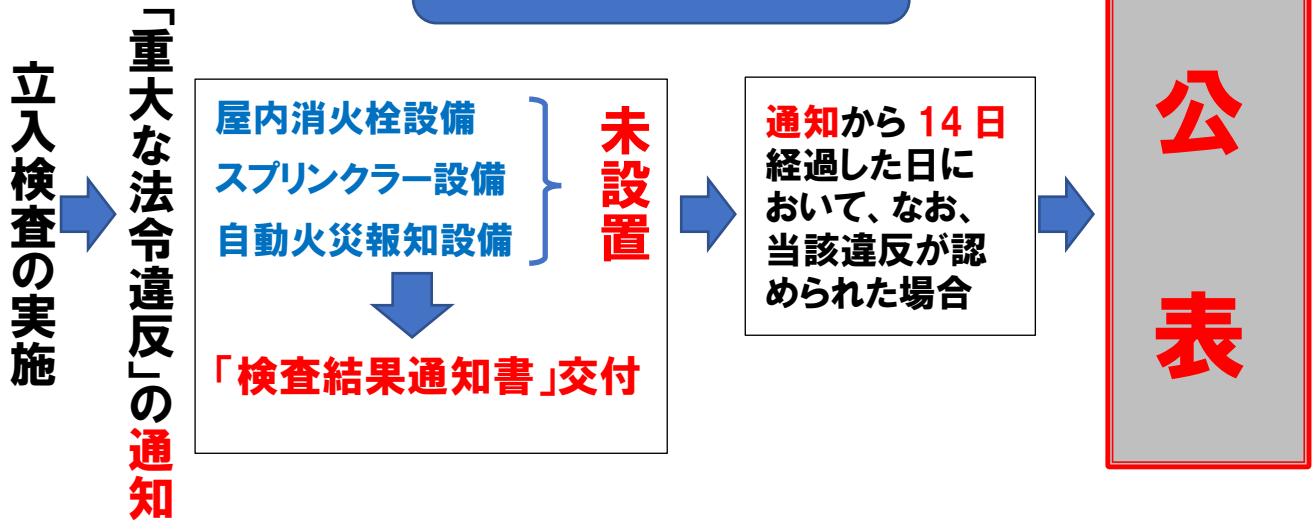 立入検査の実施
「重大な法令違反」の通知
屋内消火栓設備
スプリンクラー設備
自動火災報知設備
未設置
「検査結果通知書」交付
通知から 14 日
経過した日に
おいて、なお、
当該違反が認
められた場合
公表